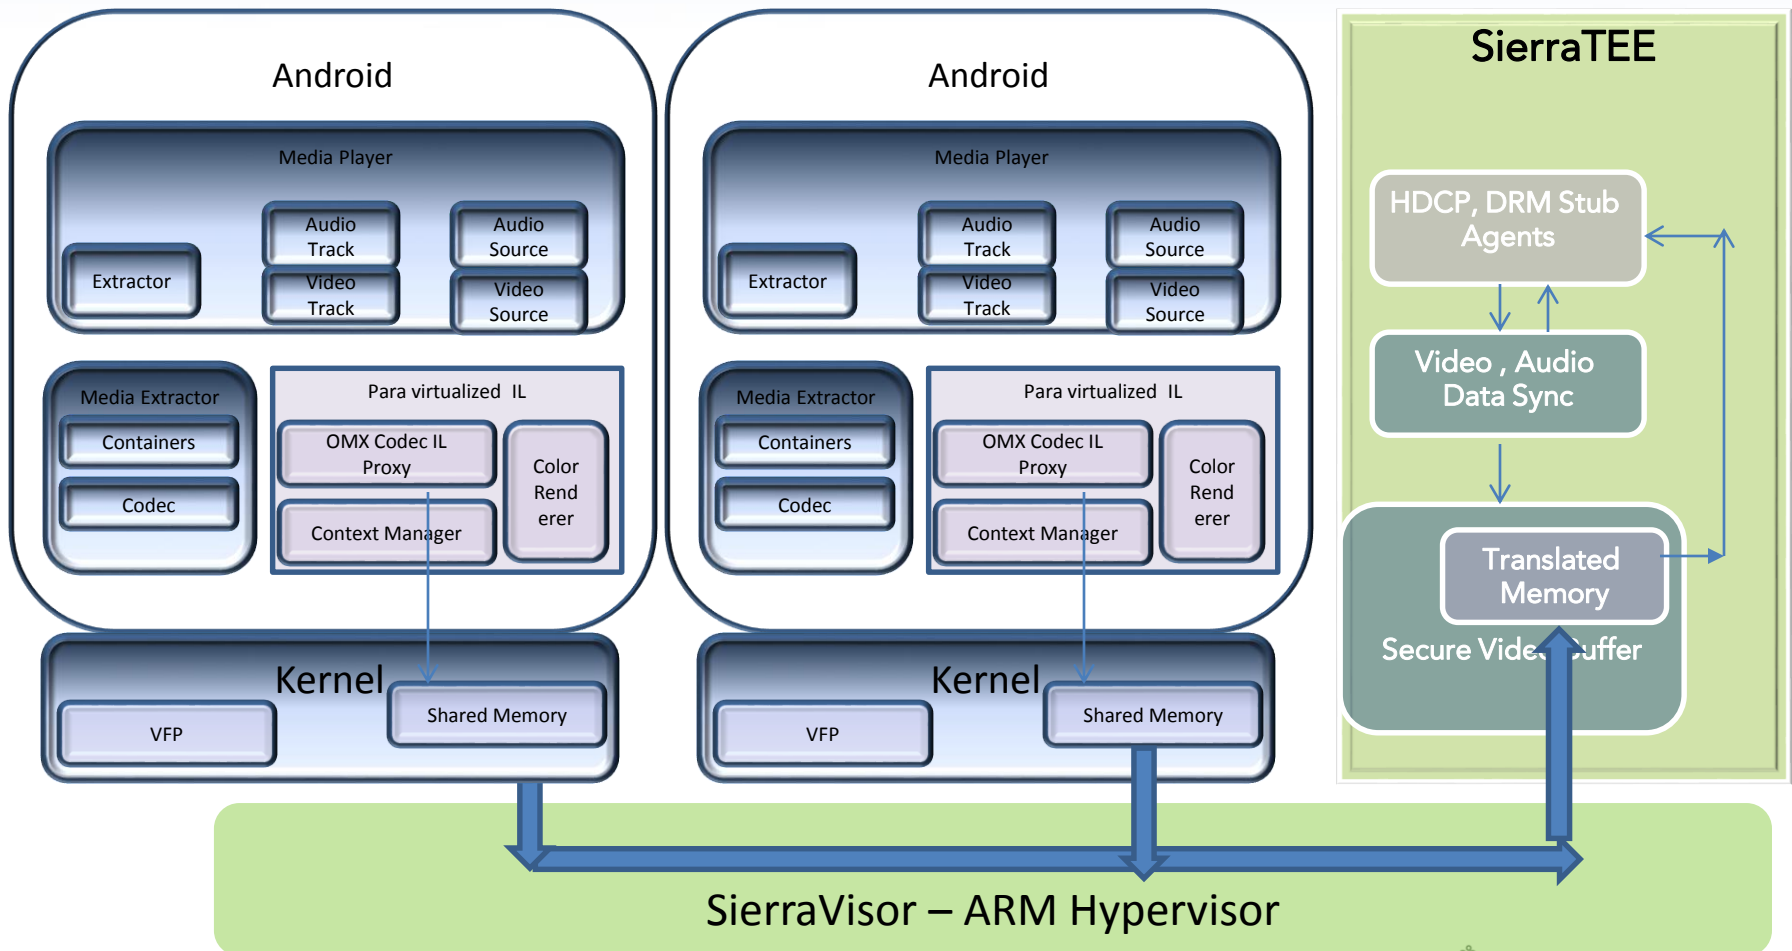 Android
Media Player
Audio
Track
Audio
Source
Extractor
Video
Track
Video
Source
Media Extractor
Containers
Codec
Para virtualized IL
OMX Codec IL
Proxy
Context Manager
Color
Rend
erer
Kernel
VFP
Shared Memory
Android
Media Player
Audio
Track
Audio
Source
Extractor
Video
Track
Video
Source
Media Extractor
Containers
Codec
Para virtualized IL
OMX Codec IL
Proxy
Context Manager
Color
Rend
erer
Kernel
VFP
Shared Memory
SierraTEE
HDCP, DRM Stub
Agents
Video , Audio
Data Sync
Translated
Memory
Secure Video Buffer
SierraVisor – ARM Hypervisor